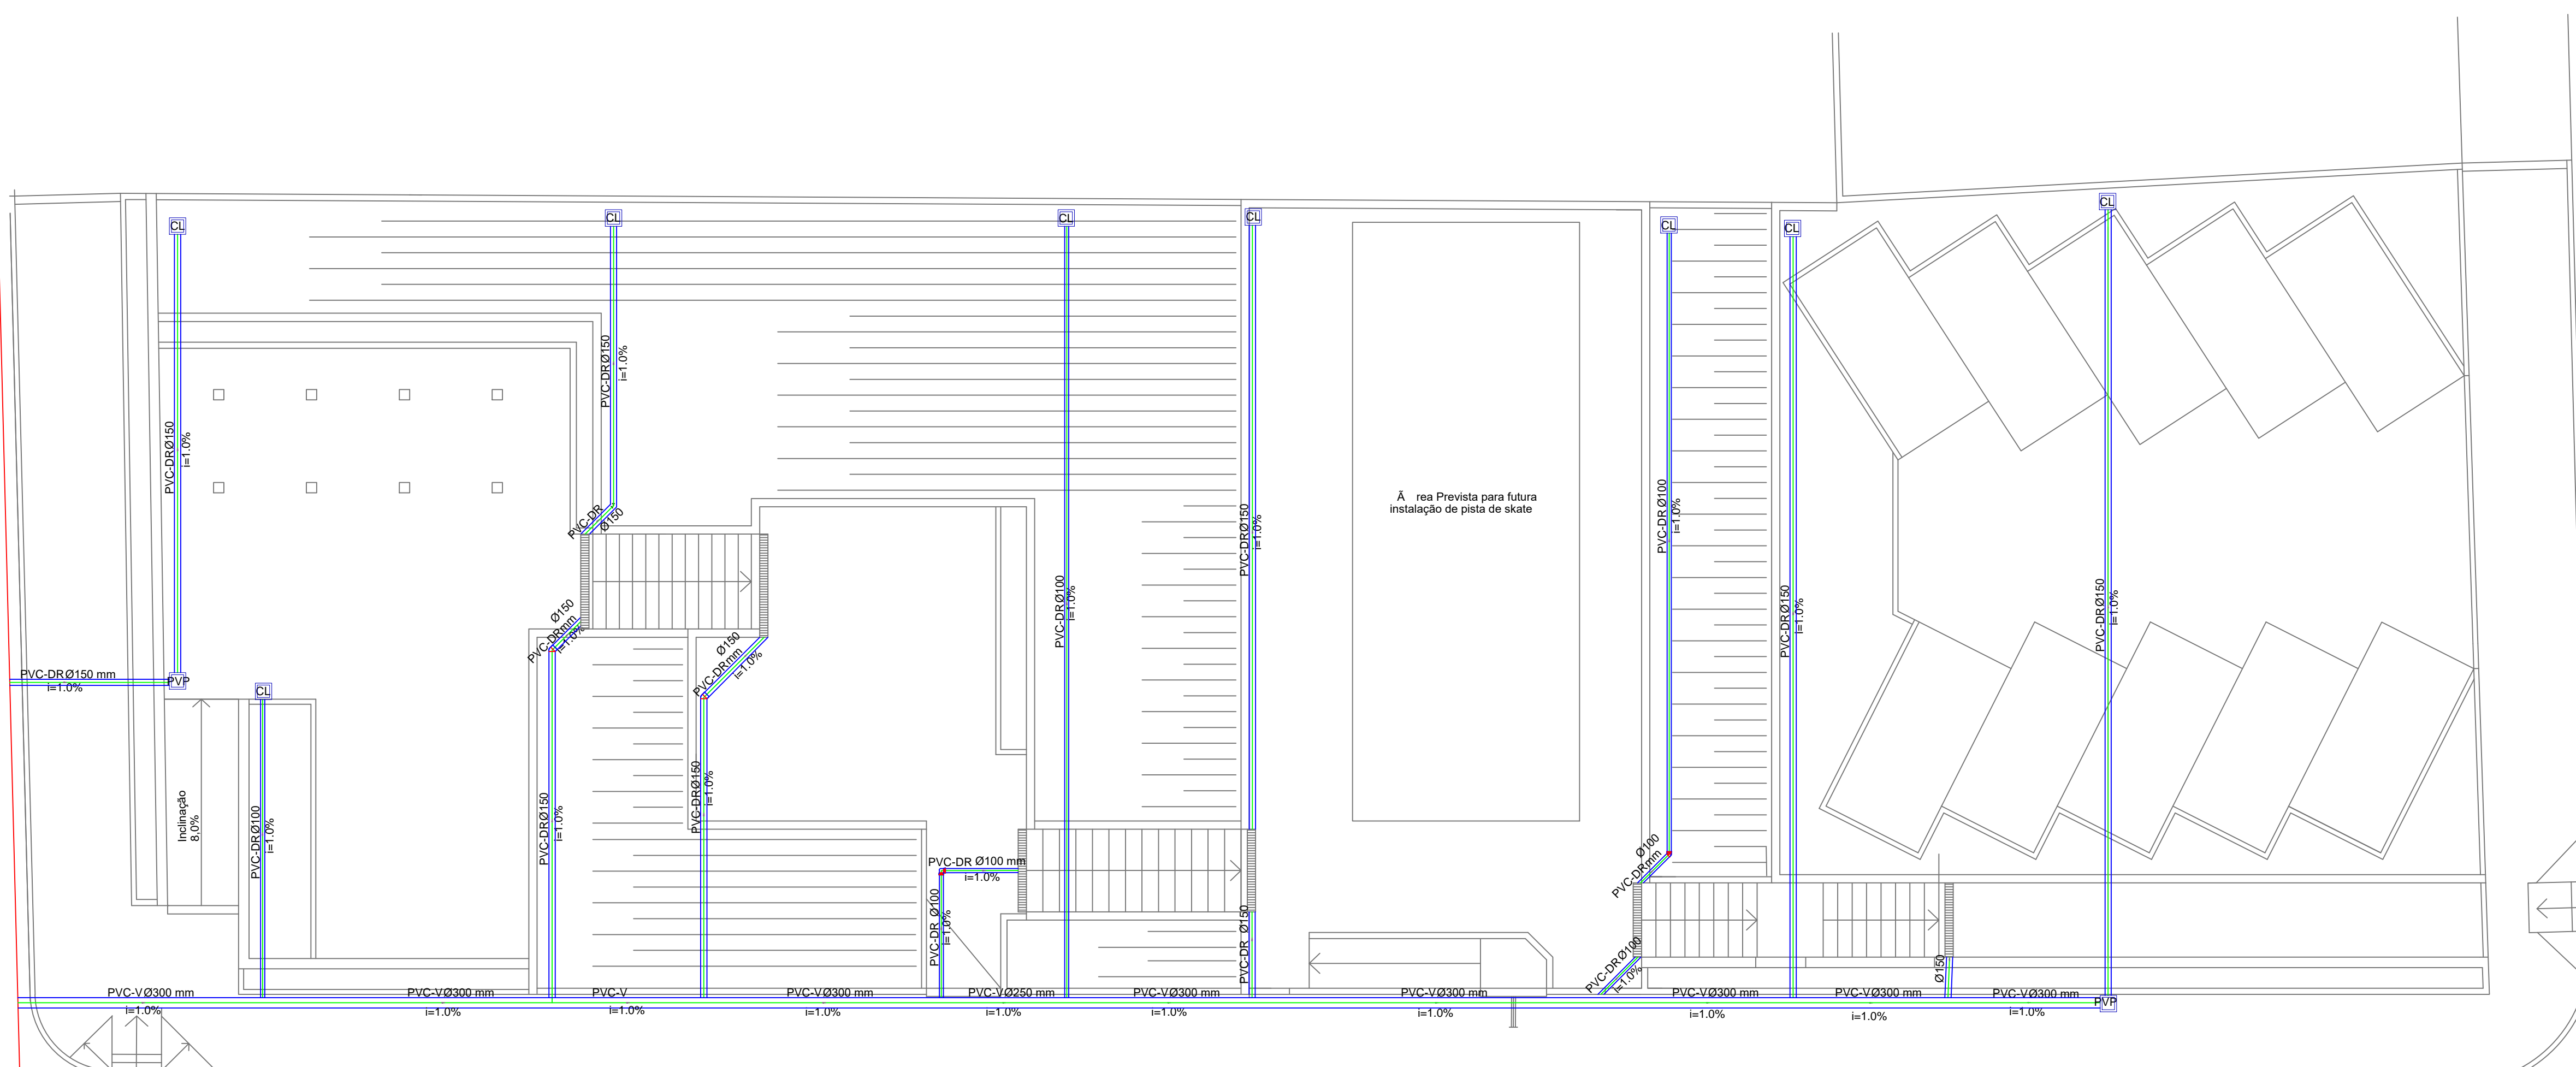 CL
CL
CL
CL
CL
CL
CL
PVC-DRØ150
i=1.0%
PVC-DRØ150
i=1.0%
PVC-DR
Ø150
Ã rea Prevista para futura
instalação de pista de skate
PVC-DRØ150
i=1.0%
PVC-DRØ100
i=1.0%
PVC-DRØ100
i=1.0%
PVC-DRØ150
i=1.0%
PVC-DRØ150
i=1.0%
Ø150
PVC-DRmm
i=1.0%
Ø150
PVC-DRmm
i=1.0%
PVC-DRØ150 mm
i=1.0%
PVP
CL
Inclinação
8.0%
PVC-DRØ100
i=1.0%
PVC-DRØ150
i=1.0%
PVC-DRØ150
i=1.0%
PVC-DR Ø100 mm
i=1.0%
PVC-DR Ø100
i=1.0%
PVC-DR Ø150
Ø100
PVC-DRmm
PVC-DRØ100
i=1.0%
Ø150
PVC-VØ300 mm
i=1.0%
PVC-VØ300 mm
i=1.0%
PVC-V
i=1.0%
PVC-VØ300 mm
i=1.0%
PVC-VØ250 mm
i=1.0%
PVC-VØ300 mm
i=1.0%
PVC-VØ300 mm
i=1.0%
PVC-VØ300 mm
i=1.0%
PVC-VØ300 mm
i=1.0%
PVC-VØ300 mm
i=1.0%
PVP